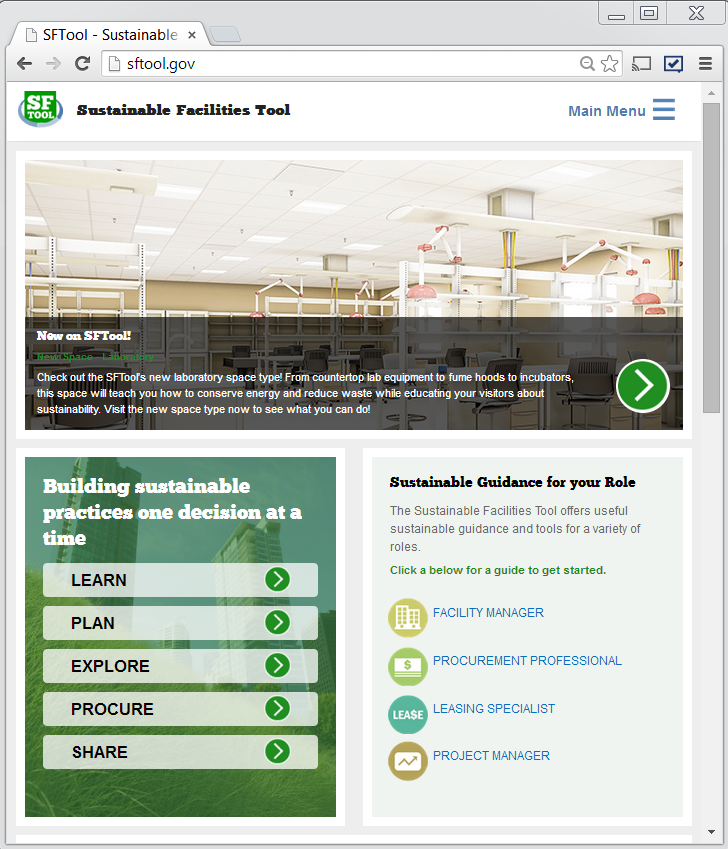 SFTool - Sustainable
sftool.gov
SF
TOOL
Sustainable Facilities Tool
Main Menu
New on SFTool!
New Space - Laboratory
Check out the SFTool's new laboratory space type! From countertop lab equipment to fume hoods to incubators,
this space will teach you how to conserve energy and reduce waste while educating your visitors about
sustainability. Visit the new space type now to see what you can do!
Building sustainable
practices one decision at a
time
LEARN
PLAN
EXPLORE
PROCURE
SHARE
Sustainable Guidance for your Role
The Sustainable Facilities Tool offers useful
sustainable guidance and tools for a variety of
roles.
Click a below for a guide to get started.
FACILITY MANAGER
$
PROCUREMENT PROFESSIONAL
LEA$E
LEASING SPECIALIST
PROJECT MANAGER